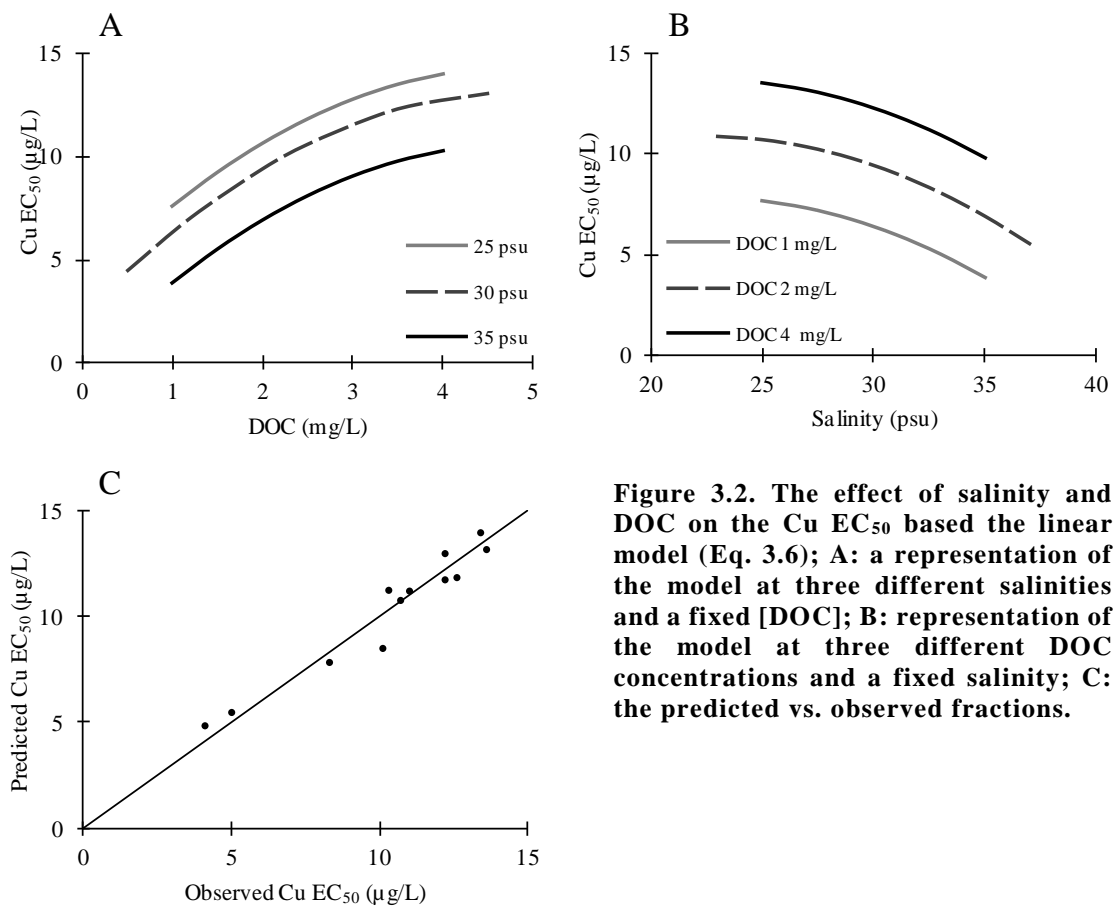 A
15
10
5
0
Cu EC₅₀ (µg/L)
25 psu
30 psu
35 psu
0 1 2 3 4 5
DOC (mg/L)
B
15
10
5
0
Cu EC₅₀ (µg/L)
DOC 1 mg/L
DOC 2 mg/L
DOC 4 mg/L
20 25 30 35 40
Salinity (psu)
C
15
10
5
0
Predicted Cu EC₅₀ (µg/L)
0 5 10 15
Observed Cu EC₅₀ (µg/L)
Figure 3.2. The effect of salinity and
DOC on the Cu EC₅₀ based the linear
model (Eq. 3.6); A: a representation of
the model at three different salinities
and a fixed [DOC]; B: representation of
the model at three different DOC
concentrations and a fixed salinity; C:
the predicted vs. observed fractions.